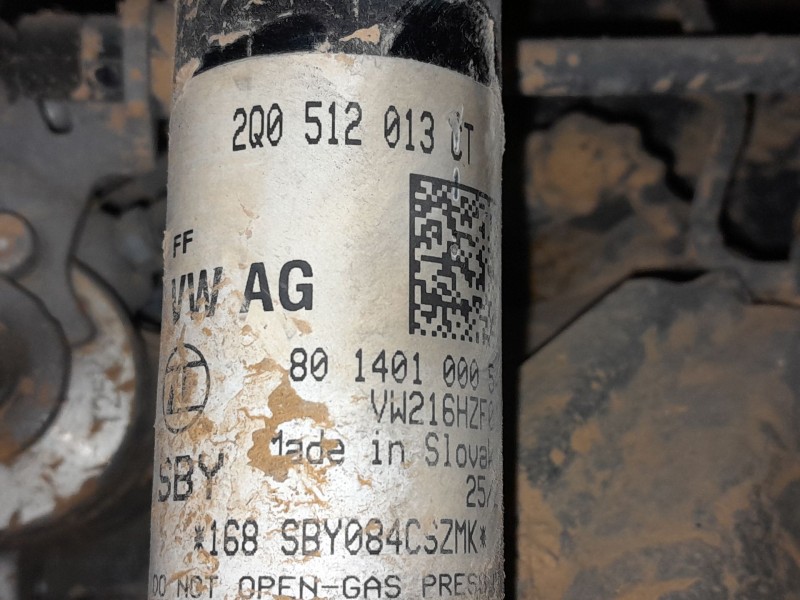 2Q0 512 013
FF
VW AG
80 1401 000
VW216HZF
Made in Slovak
SBY
25/
*168 SBY084CSZMK*
DO NOT OPEN-GAS PRESSU